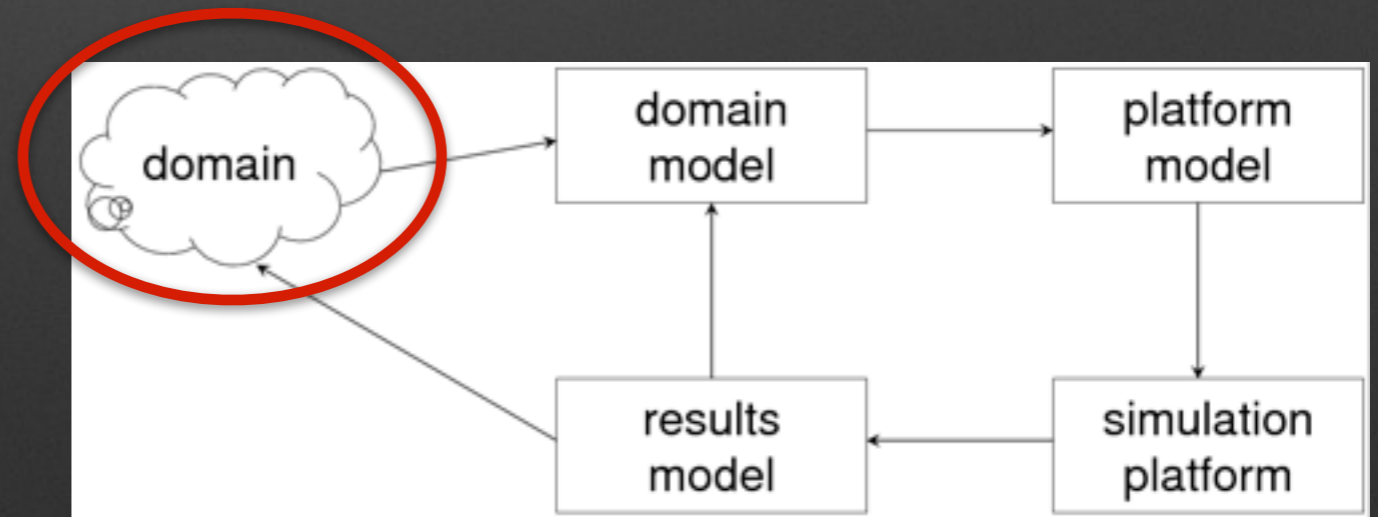 domain
domain
model
platform
model
results
model
simulation
platform